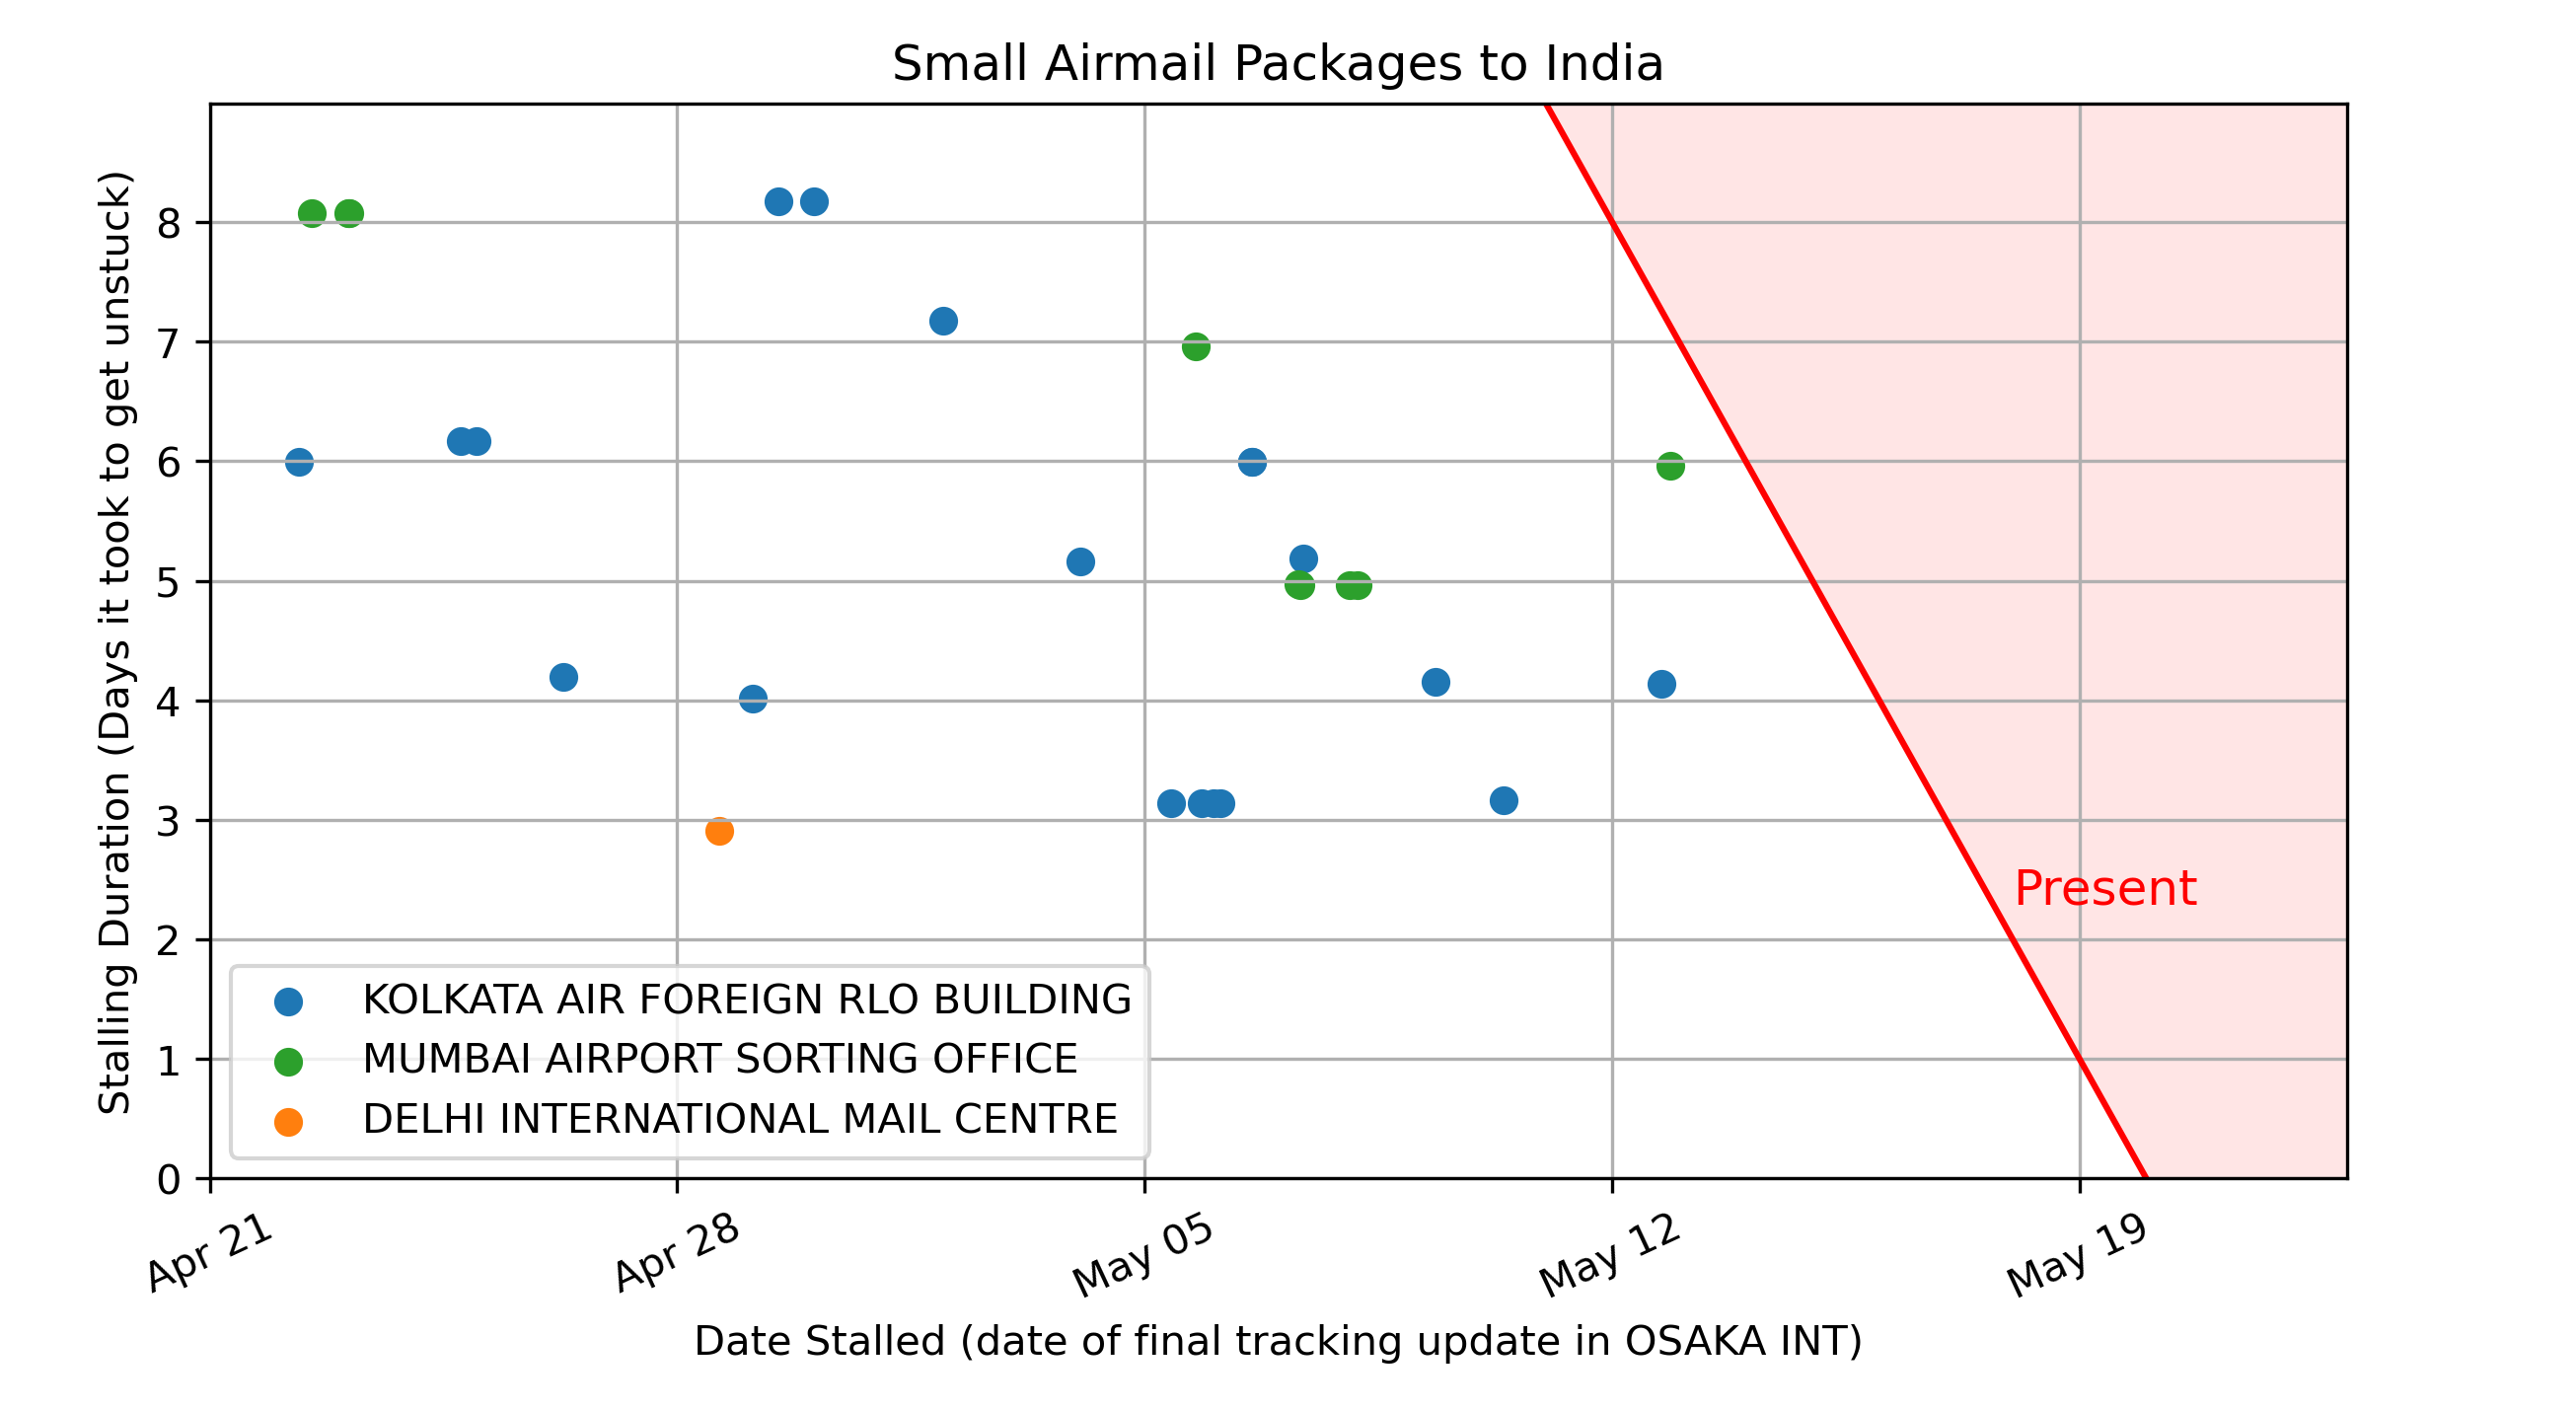 Small Airmail Packages to India
Stalling Duration (Days it took to get unstuck)
8
7
6
5
4
3
2
1
0
Present
KOLKATA AIR FOREIGN RLO BUILDING
MUMBAI AIRPORT SORTING OFFICE
DELHI INTERNATIONAL MAIL CENTRE
Apr 21
Apr 28
May 05
May 12
May 19
Date Stalled (date of final tracking update in OSAKA INT)